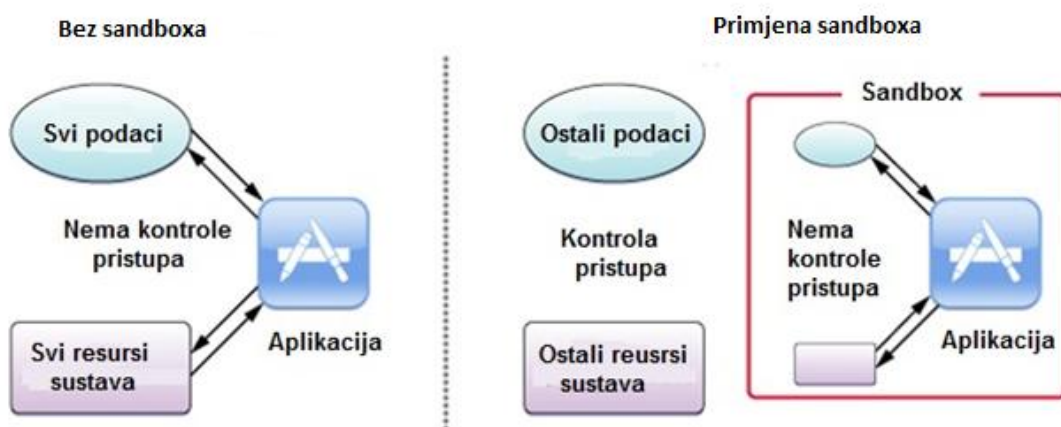 Bez sandboxa
Svi podaci
Nema kontrole
pristupa
Svi resursi
sustava
Aplikacija
Primjena sandboxa
Ostali podaci
Kontrola
pristupa
Ostali reusrsi
sustava
Sandbox
Nema
kontrole
pristupa
Aplikacija